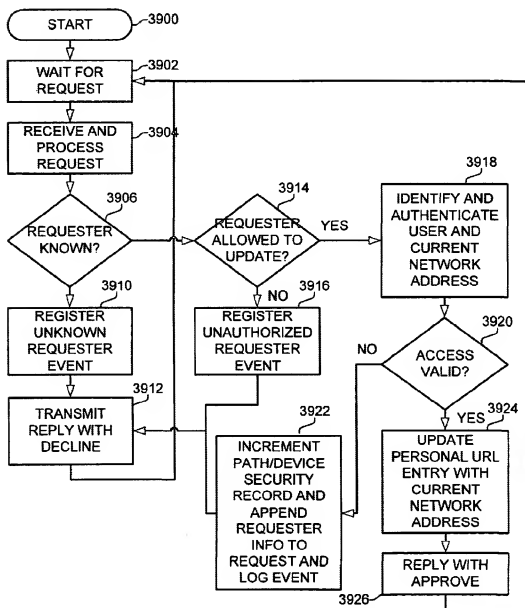 START
3900
WAIT FOR
REQUEST
3902
RECEIVE AND
PROCESS
REQUEST
3904
REQUESTER
KNOWN?
3906
REGISTER
UNKNOWN
REQUESTER
EVENT
3910
TRANSMIT
REPLY WITH
DECLINE
3912
REQUESTER
ALLOWED TO
UPDATE?
3914
YES
NO
REGISTER
UNAUTHORIZED
REQUESTER
EVENT
3916
IDENTIFY AND
AUTHENTICATE
USER AND
CURRENT
NETWORK
ADDRESS
3918
ACCESS
VALID?
3920
NO
YES
INCREMENT
PATH/DEVICE
SECURITY
RECORD AND
APPEND
REQUESTER
INFO TO
REQUEST AND
LOG EVENT
3922
UPDATE
PERSONAL URL
ENTRY WITH
CURRENT
NETWORK
ADDRESS
3924
REPLY WITH
APPROVE
3926